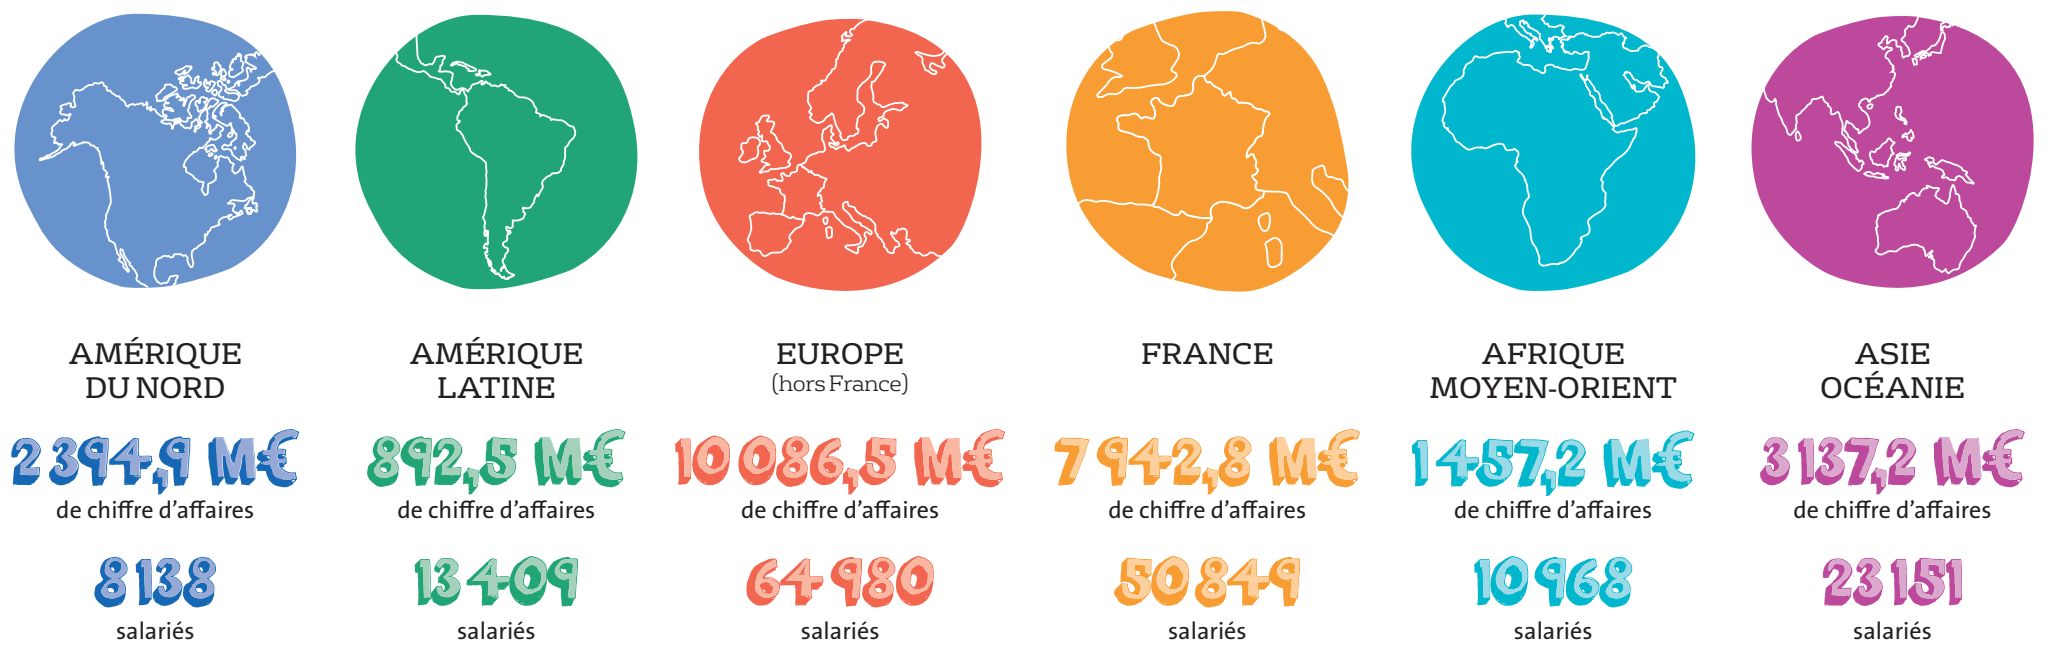 AMÉRIQUE
DU NORD
2 394,9 M€
de chiffre d'affaires
8 138
salariés
AMÉRIQUE
LATINE
892,5 M€
de chiffre d'affaires
13 409
salariés
EUROPE
(hors France)
10 086,5 M€
de chiffre d'affaires
64 980
salariés
FRANCE
7 942,8 M€
de chiffre d'affaires
50 849
salariés
AFRIQUE
MOYEN-ORIENT
1 457,2 M€
de chiffre d'affaires
10 968
salariés
ASIE
OCÉANIE
3 137,2 M€
de chiffre d'affaires
23 151
salariés